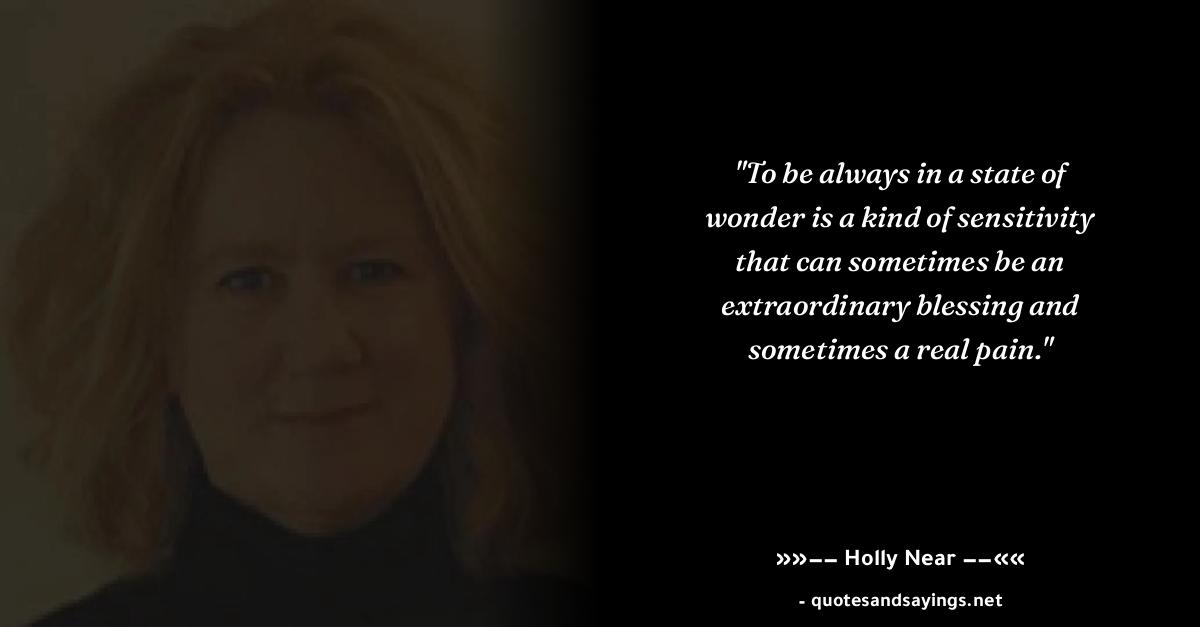 "To be always in a state of
wonder is a kind of sensitivity
that can sometimes be an
extraordinary blessing and
sometimes a real pain."
»»–– Holly Near ––««
- quotesandsayings.net